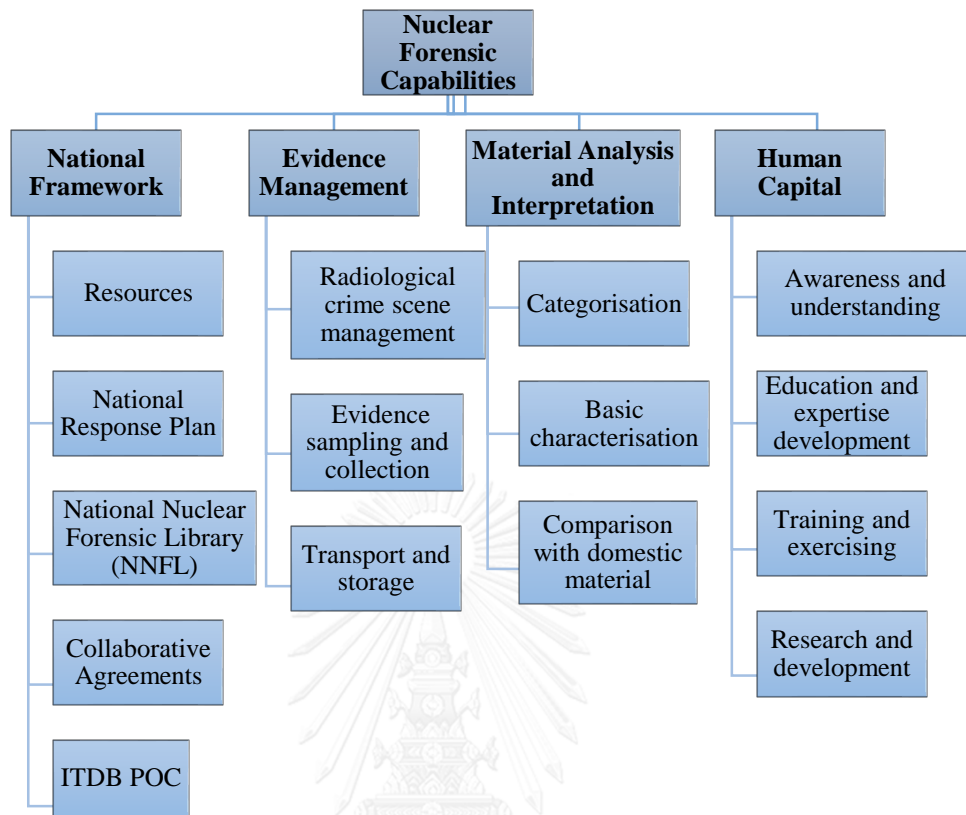 Nuclear
Forensic
Capabilities
National
Framework
Resources
National
Response Plan
National Nuclear
Forensic Library
(NNFL)
Collaborative
Agreements
ITDB POC
Evidence
Management
Radiological
crime scene
management
Evidence
sampling and
collection
Transport and
storage
Material Analysis
and
Interpretation
Categorisation
Basic
characterisation
Comparison
with domestic
material
Human
Capital
Awareness and
understanding
Education and
expertise
development
Training and
exercising
Research and
development